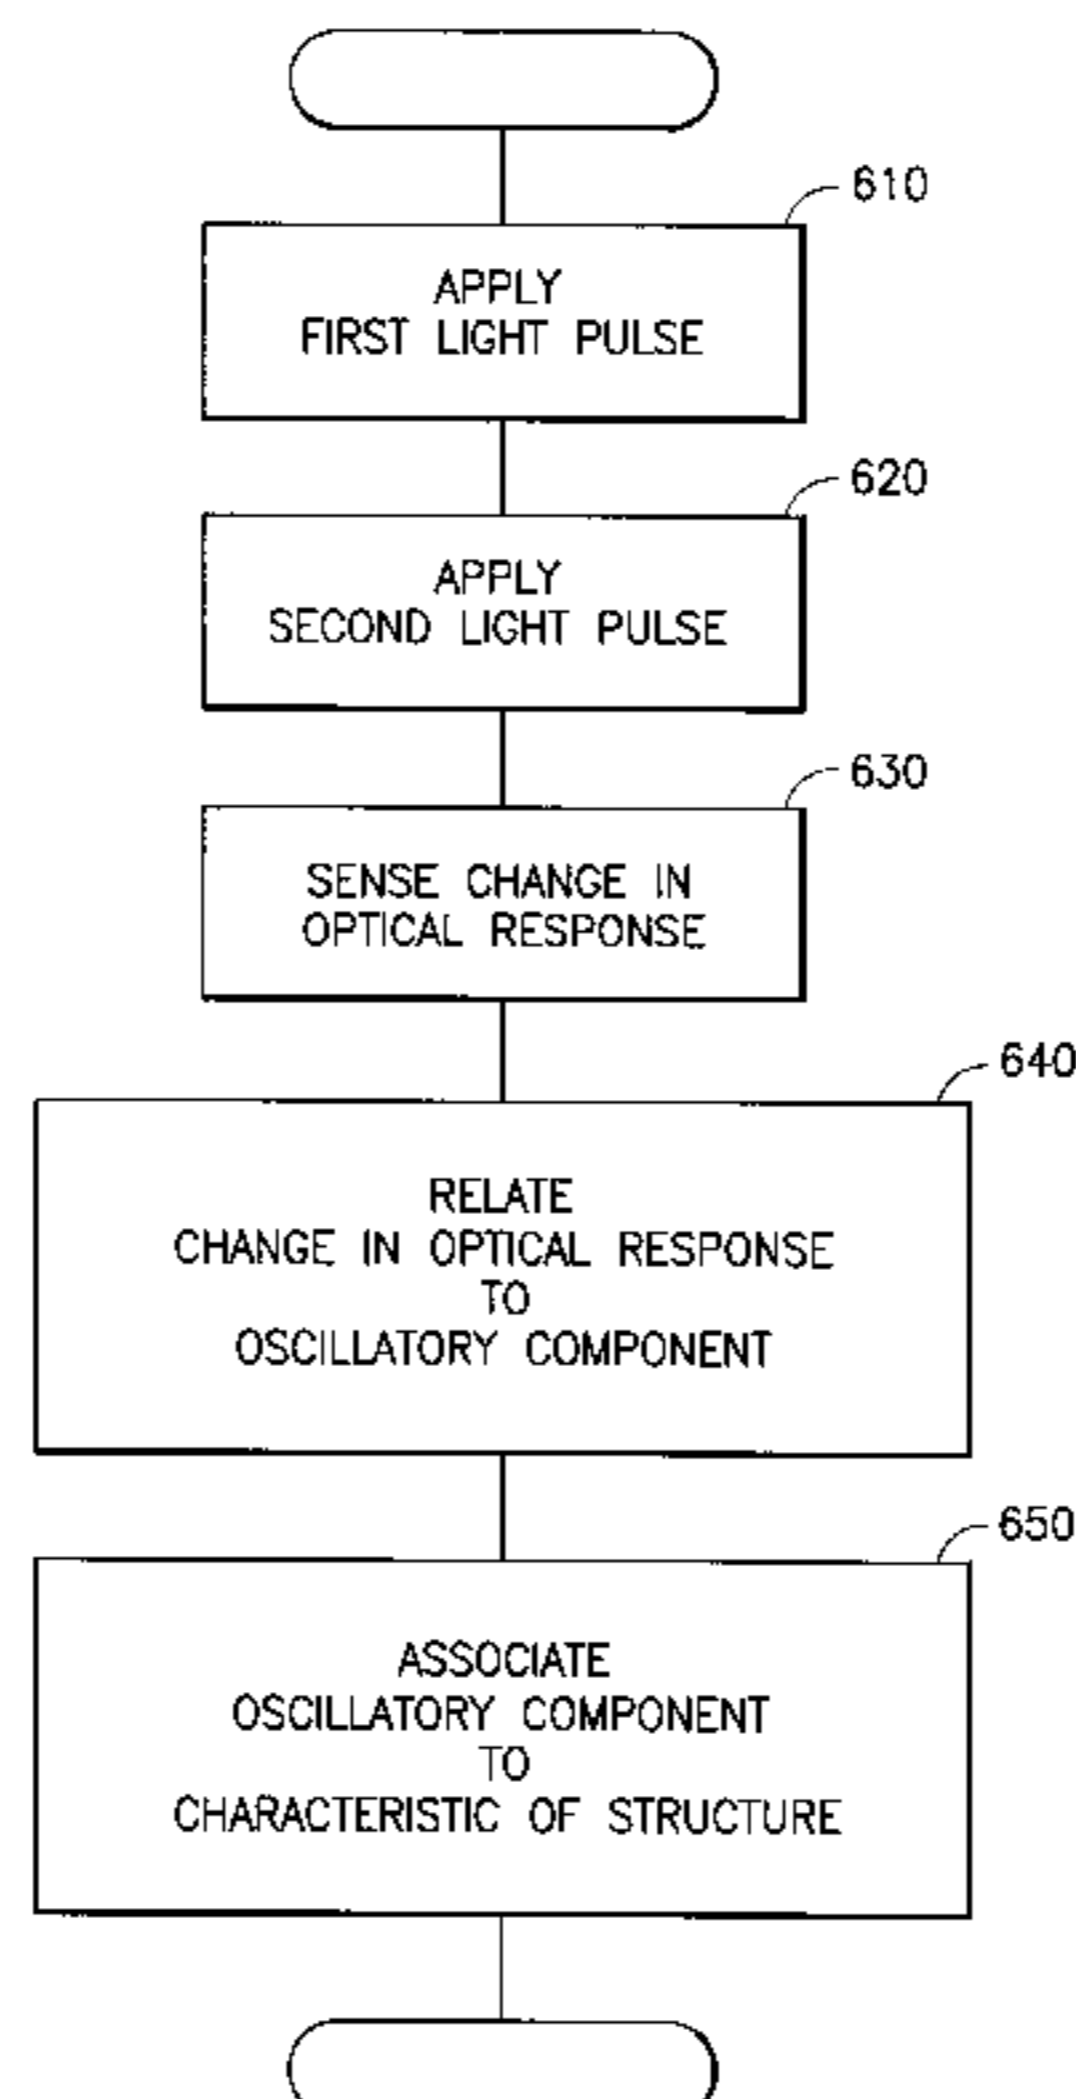 610
APPLY
FIRST LIGHT PULSE
620
APPLY
SECOND LIGHT PULSE
630
SENSE CHANGE IN
OPTICAL RESPONSE
640
RELATE
CHANGE IN OPTICAL RESPONSE
TO
OSCILLATORY COMPONENT
650
ASSOCIATE
OSCILLATORY COMPONENT
TO
CHARACTERISTIC OF STRUCTURE